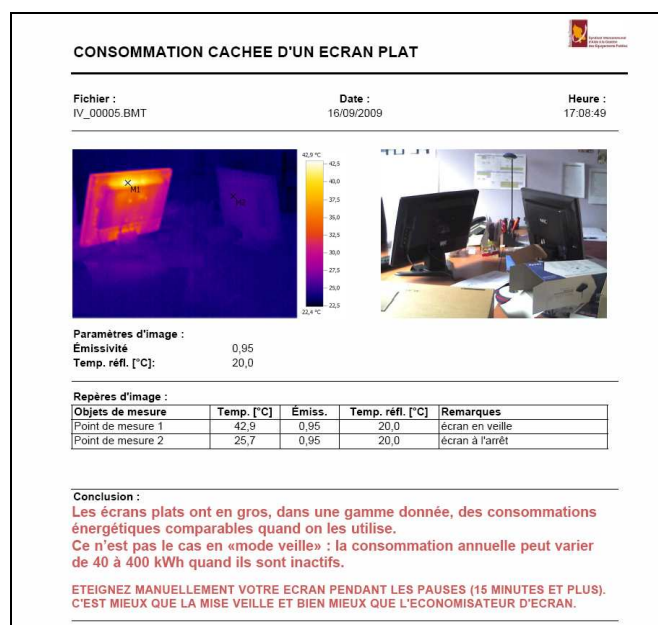 CONSOMMATION CACHEE D'UN ECRAN PLAT
Fichier : Date : Heure :
IV_00005.BMT 16/09/2009 17:08:49
42,9 °C
42,5
40,0
37,5
35,0
32,5
30,0
27,5
25,0
22,5
22,4 °C
M1
Paramètres d'image :
Émissivité 0,95
Temp. réfl. [°C]: 20,0
Repères d'image :
Objets de mesure Temp. [°C] Émiss. Temp. réfl. [°C] Remarques
Point de mesure 1 42,9 0,95 20,0 écran en veille
Point de mesure 2 25,7 0,95 20,0 écran à l'arrêt
Conclusion :
Les écrans plats ont en gros, dans une gamme donnée, des consommations
énergétiques comparables quand on les utilise.
Ce n'est pas le cas en «mode veille» : la consommation annuelle peut varier
de 40 à 400 kWh quand ils sont inactifs.
ETEIGNEZ MANUELLEMENT VOTRE ECRAN PENDANT LES PAUSES (15 MINUTES ET PLUS).
C'EST MIEUX QUE LA MISE VEILLE ET BIEN MIEUX QUE L'ECONOMISATEUR D'ECRAN.